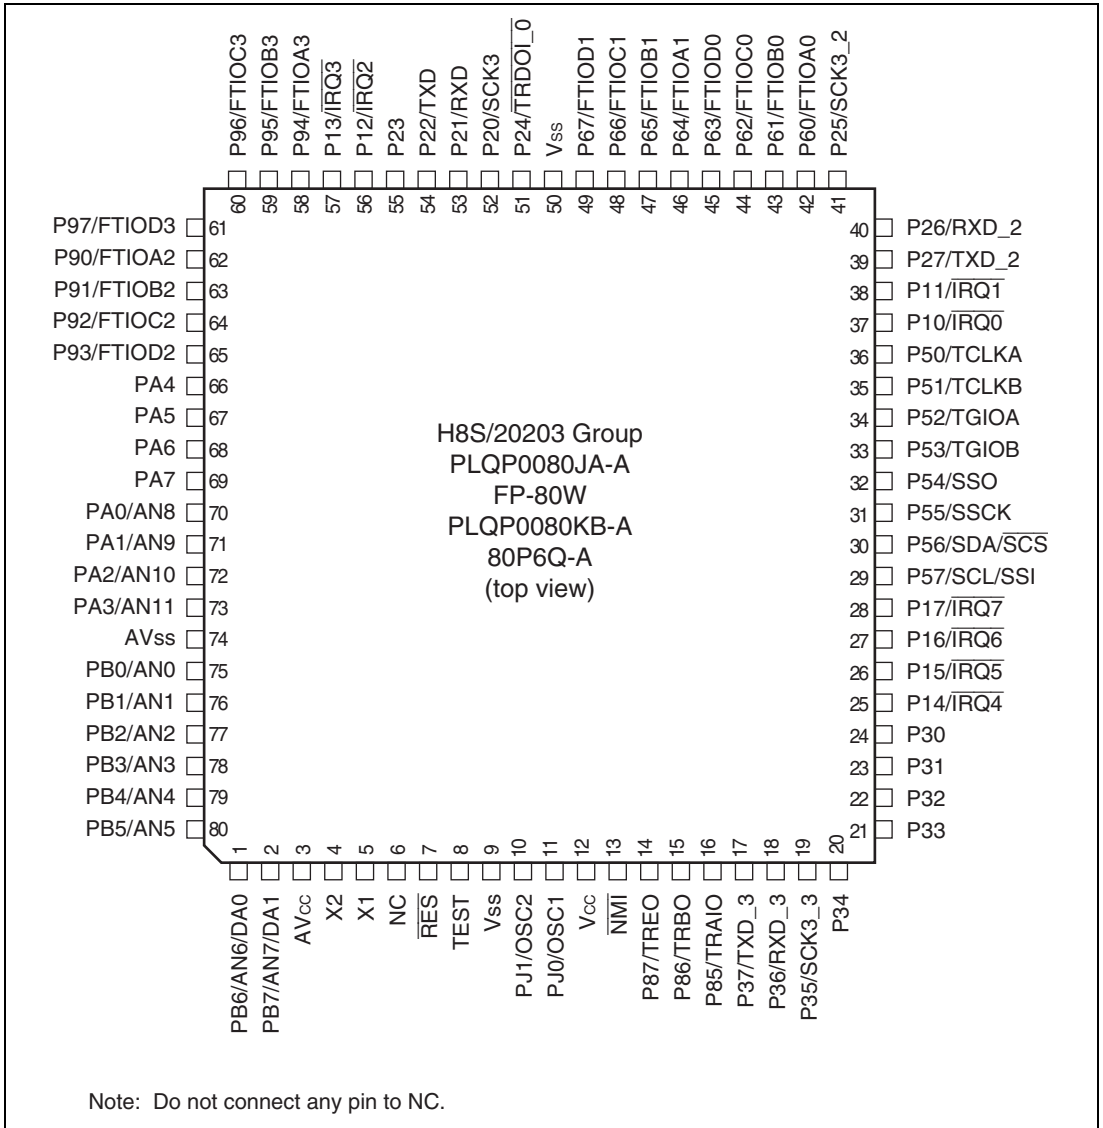 P96/FTIOC3
P95/FTIOB3
P94/FTIOA3
P13/IRQ3
P12/IRQ2
P23
P22/TXD
P21/RXD
P20/SCK3
P24/TRDOI_0
Vss
P67/FTIOD1
P66/FTIOC1
P65/FTIOB1
P64/FTIOA1
P63/FTIOD0
P62/FTIOC0
P61/FTIOB0
P60/FTIOA0
P25/SCK3_2
60 59 58 57 56 55 54 53 52 51 50 49 48 47 46 45 44 43 42 41
P97/FTIOD3 61
P90/FTIOA2 62
P91/FTIOB2 63
P92/FTIOC2 64
P93/FTIOD2 65
PA4 66
PA5 67
PA6 68
PA7 69
PA0/AN8 70
PA1/AN9 71
PA2/AN10 72
PA3/AN11 73
AVss 74
PB0/AN0 75
PB1/AN1 76
PB2/AN2 77
PB3/AN3 78
PB4/AN4 79
PB5/AN5 80
H8S/20203 Group
PLQP0080JA-A
FP-80W
PLQP0080KB-A
80P6Q-A
(top view)
40 P26/RXD_2
39 P27/TXD_2
38 P11/IRQ1
37 P10/IRQ0
36 P50/TCLKA
35 P51/TCLKB
34 P52/TGIOA
33 P53/TGIOB
32 P54/SSO
31 P55/SSCK
30 P56/SDA/SCS
29 P57/SCL/SSI
28 P17/IRQ7
27 P16/IRQ6
26 P15/IRQ5
25 P14/IRQ4
24 P30
23 P31
22 P32
21 P33
1 2 3 4 5 6 7 8 9 10 11 12 13 14 15 16 17 18 19 20
PB6/AN6/DA0
PB7/AN7/DA1
AVcc
X2
X1
NC
RES
TEST
Vss
PJ1/OSC2
PJ0/OSC1
Vcc
NMI
P87/TREO
P86/TRBO
P85/TRAIO
P37/TXD_3
P36/RXD_3
P35/SCK3_3
P34
Note: Do not connect any pin to NC.